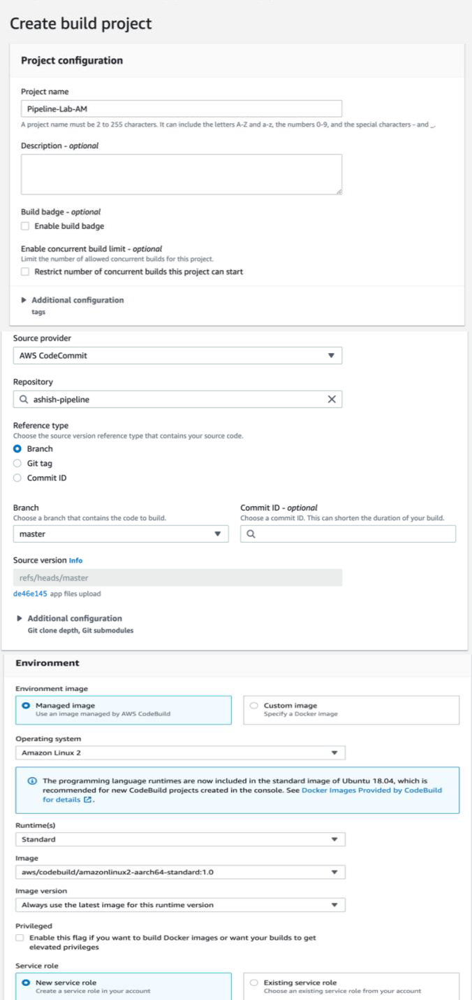 Create build project
Project configuration
Project name
Pipeline-Lab-AM
A project name must be 2 to 255 characters. It can include the letters A-Z and a-z, the numbers 0-9, and the special characters - and _.
Description - optional
Build badge - optional
Enable build badge
Enable concurrent build limit - optional
Limit the number of allowed concurrent builds for this project.
Restrict number of concurrent builds this project can start
Additional configuration
tags
Source provider
AWS CodeCommit
Repository
ashish-pipeline
Reference type
Choose the source version reference type that contains your source code.
Branch
Git tag
Commit ID
Branch
Choose a branch that contains the code to build.
master
Commit ID - optional
Choose a commit ID. This can shorten the duration of your build.
Source version Info
refs/heads/master
de46e145 app files upload
Additional configuration
Git clone depth, Git submodules
Environment
Environment image
Managed image
Use an image managed by AWS CodeBuild
Custom image
Specify a Docker image
Operating system
Amazon Linux 2
The programming language runtimes are now included in the standard image of Ubuntu 18.04, which is
recommended for new CodeBuild projects created in the console. See Docker Images Provided by CodeBuild
for details.
Runtime(s)
Standard
Image
aws/codebuild/amazonlinux2-aarch64-standard:1.0
Image version
Always use the latest image for this runtime version
Privileged
Enable this flag if you want to build Docker images or want your builds to get
elevated privileges
Service role
New service role
Create a service role in your account
Existing service role
Choose an existing service role from your account